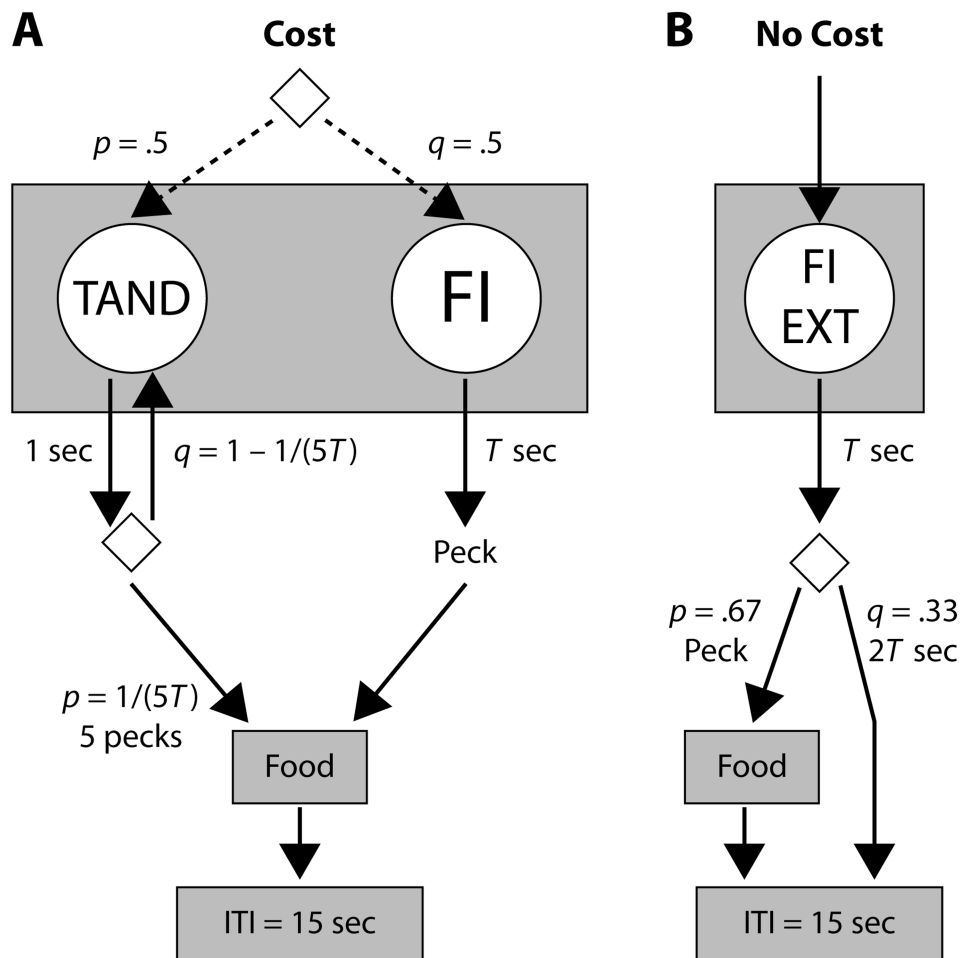 A
Cost
p = .5
q = .5
TAND
FI
1 sec
q = 1 – 1/(5T)
T sec
Peck
p = 1/(5T)
5 pecks
Food
ITI = 15 sec
B
No Cost
FI
EXT
T sec
p = .67
Peck
q = .33
2T sec
Food
ITI = 15 sec